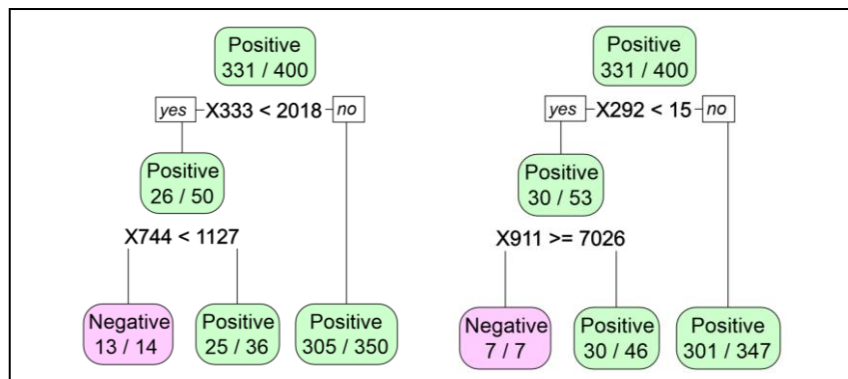 Positive
331 / 400
yes X333 < 2018 no
Positive
26 / 50
X744 < 1127
Negative
13 / 14
Positive
25 / 36
Positive
305 / 350
Positive
331 / 400
yes X292 < 15 no
Positive
30 / 53
X911 >= 7026
Negative
7 / 7
Positive
30 / 46
Positive
301 / 347